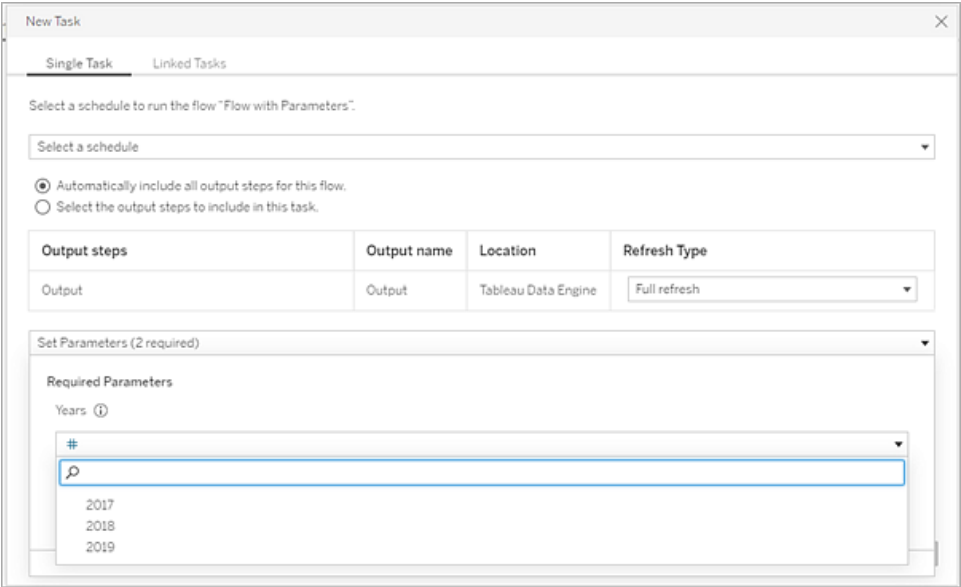 New Task
Single Task Linked Tasks
Select a schedule to run the flow "Flow with Parameters".
Select a schedule
Automatically include all output steps for this flow.
Select the output steps to include in this task.
Output steps Output name Location Refresh Type
Output Output Tableau Data Engine Full refresh
Set Parameters (2 required)
Required Parameters
Years
#
2017
2018
2019